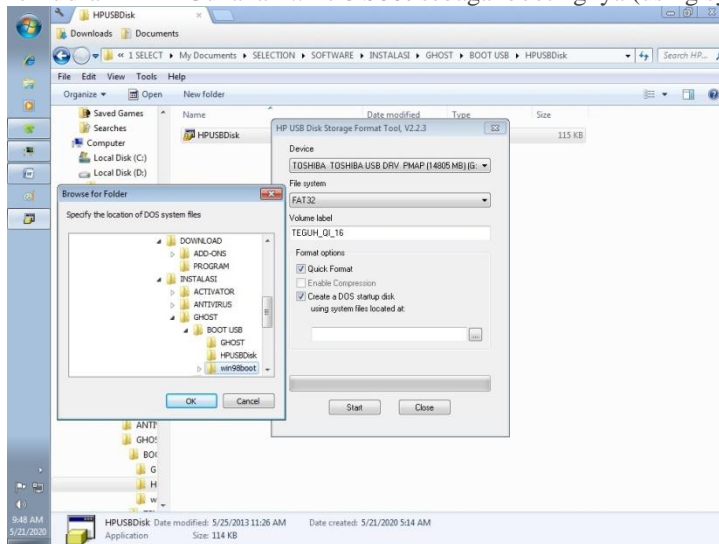 HPUSBDisk
Downloads Documents
« 1 SELECT My Documents SELECTION SOFTWARE INSTALASI GHOST BOOT USB HPUSBDisk
Search HP...
File Edit View Tools Help
Organize Open New folder
Saved Games
Searches
Computer
Local Disk (C:)
Local Disk (D:)
Name Date modified Type Size
HPUSBDisk 115 KB
HP USB Disk Storage Format Tool, V2.2.3
Device
TOSHIBA TOSHIBA USB DRV PMAP (14805 MB) (G:
File system
FAT32
Volume label
TEGUH_QI_16
Format options
Quick Format
Enable Compression
Create a DOS startup disk
using system files located at:
...
Start Close
Browse for Folder
Specify the location of DOS system files
DOWNLOAD
ADD-ONS
PROGRAM
INSTALASI
ACTIVATOR
ANTIVIRUS
GHOST
BOOT USB
GHOST
HPUSBDisk
win98boot
OK Cancel
ANTI
GHOS
BOO
G
H
w
HPUSBDisk Date modified: 5/25/2013 11:26 AM Date created: 5/21/2020 5:14 AM
Application Size: 114 KB
9:48 AM
5/21/2020